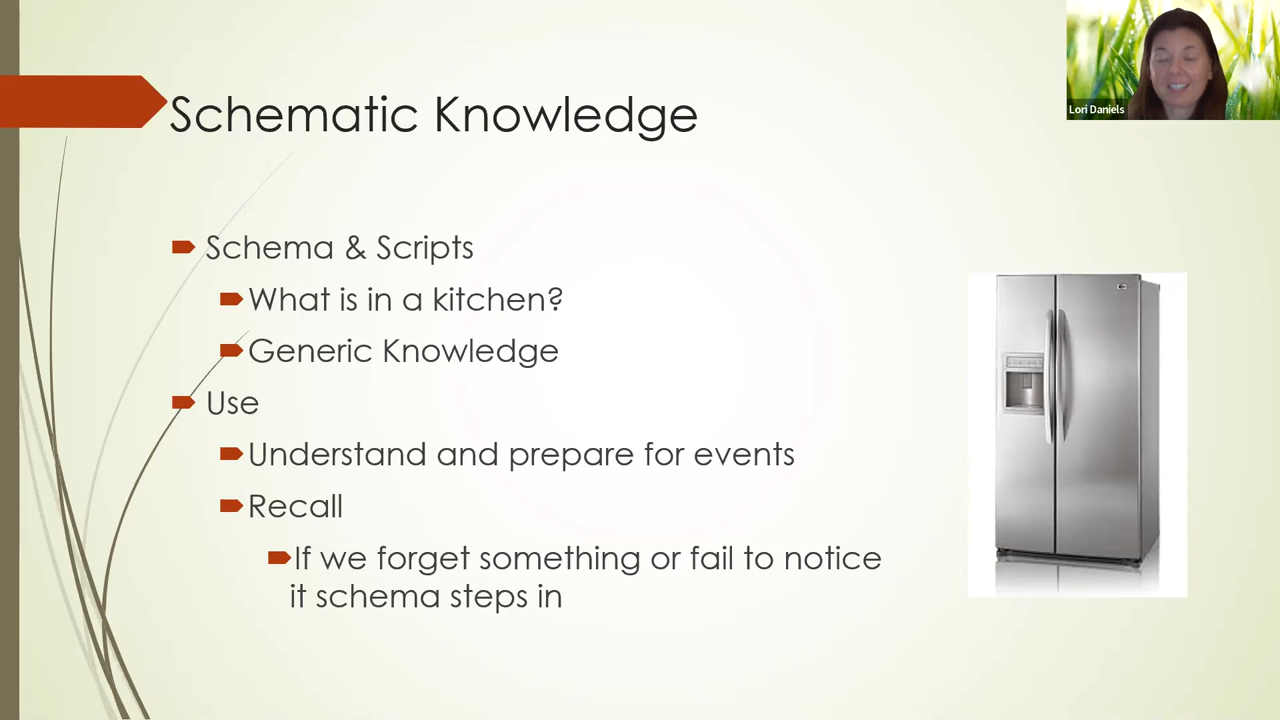 Lori Daniels
Schematic Knowledge
Schema & Scripts
What is in a kitchen?
Generic Knowledge
Use
Understand and prepare for events
Recall
If we forget something or fail to notice
it schema steps in